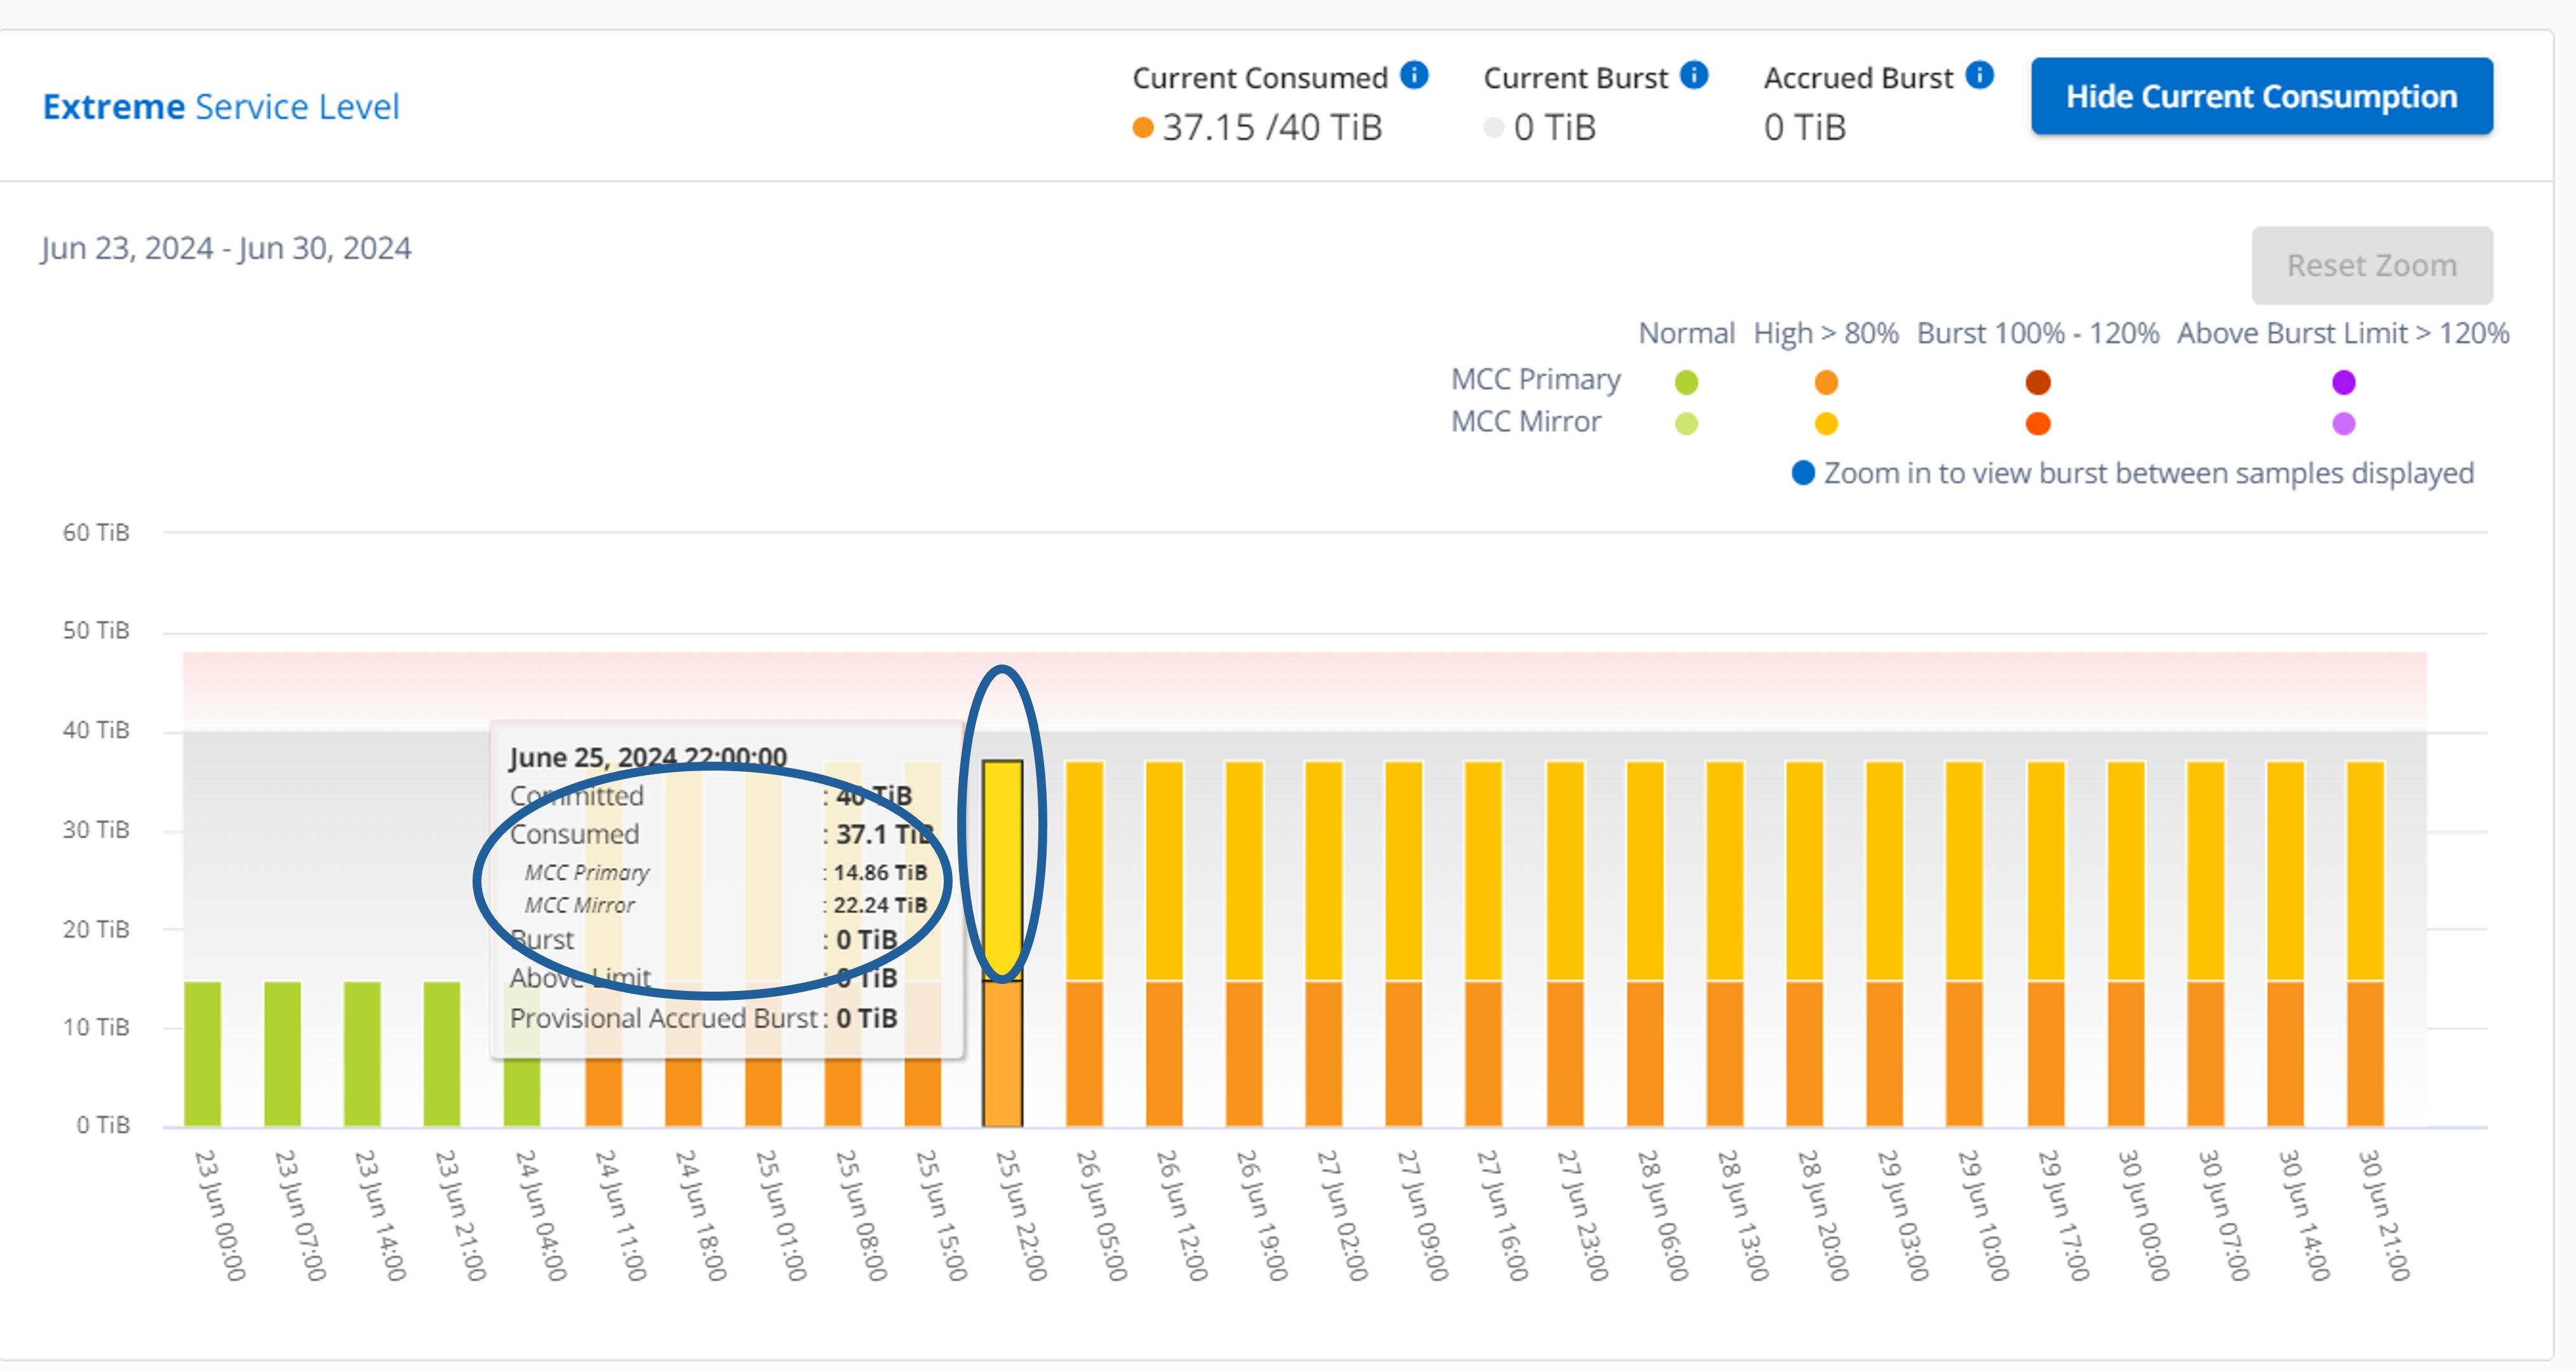 Extreme Service Level
Current Consumed
37.15 /40 TiB
Current Burst
0 TiB
Accrued Burst
0 TiB
Hide Current Consumption
Jun 23, 2024 - Jun 30, 2024
Reset Zoom
Normal High > 80% Burst 100% - 120% Above Burst Limit > 120%
MCC Primary
MCC Mirror
Zoom in to view burst between samples displayed
60 TiB
50 TiB
40 TiB
30 TiB
20 TiB
10 TiB
0 TiB
June 25, 2024 22:00:00
Committed : 40 TiB
Consumed : 37.1 TiB
MCC Primary : 14.86 TiB
MCC Mirror : 22.24 TiB
Burst : 0 TiB
Above Limit : 0 TiB
Provisional Accrued Burst : 0 TiB
23 Jun 00:00
23 Jun 07:00
23 Jun 14:00
23 Jun 21:00
24 Jun 04:00
24 Jun 11:00
24 Jun 18:00
25 Jun 01:00
25 Jun 08:00
25 Jun 15:00
25 Jun 22:00
26 Jun 05:00
26 Jun 12:00
26 Jun 19:00
27 Jun 02:00
27 Jun 09:00
27 Jun 16:00
27 Jun 23:00
28 Jun 06:00
28 Jun 13:00
28 Jun 20:00
29 Jun 03:00
29 Jun 10:00
29 Jun 17:00
30 Jun 00:00
30 Jun 07:00
30 Jun 14:00
30 Jun 21:00